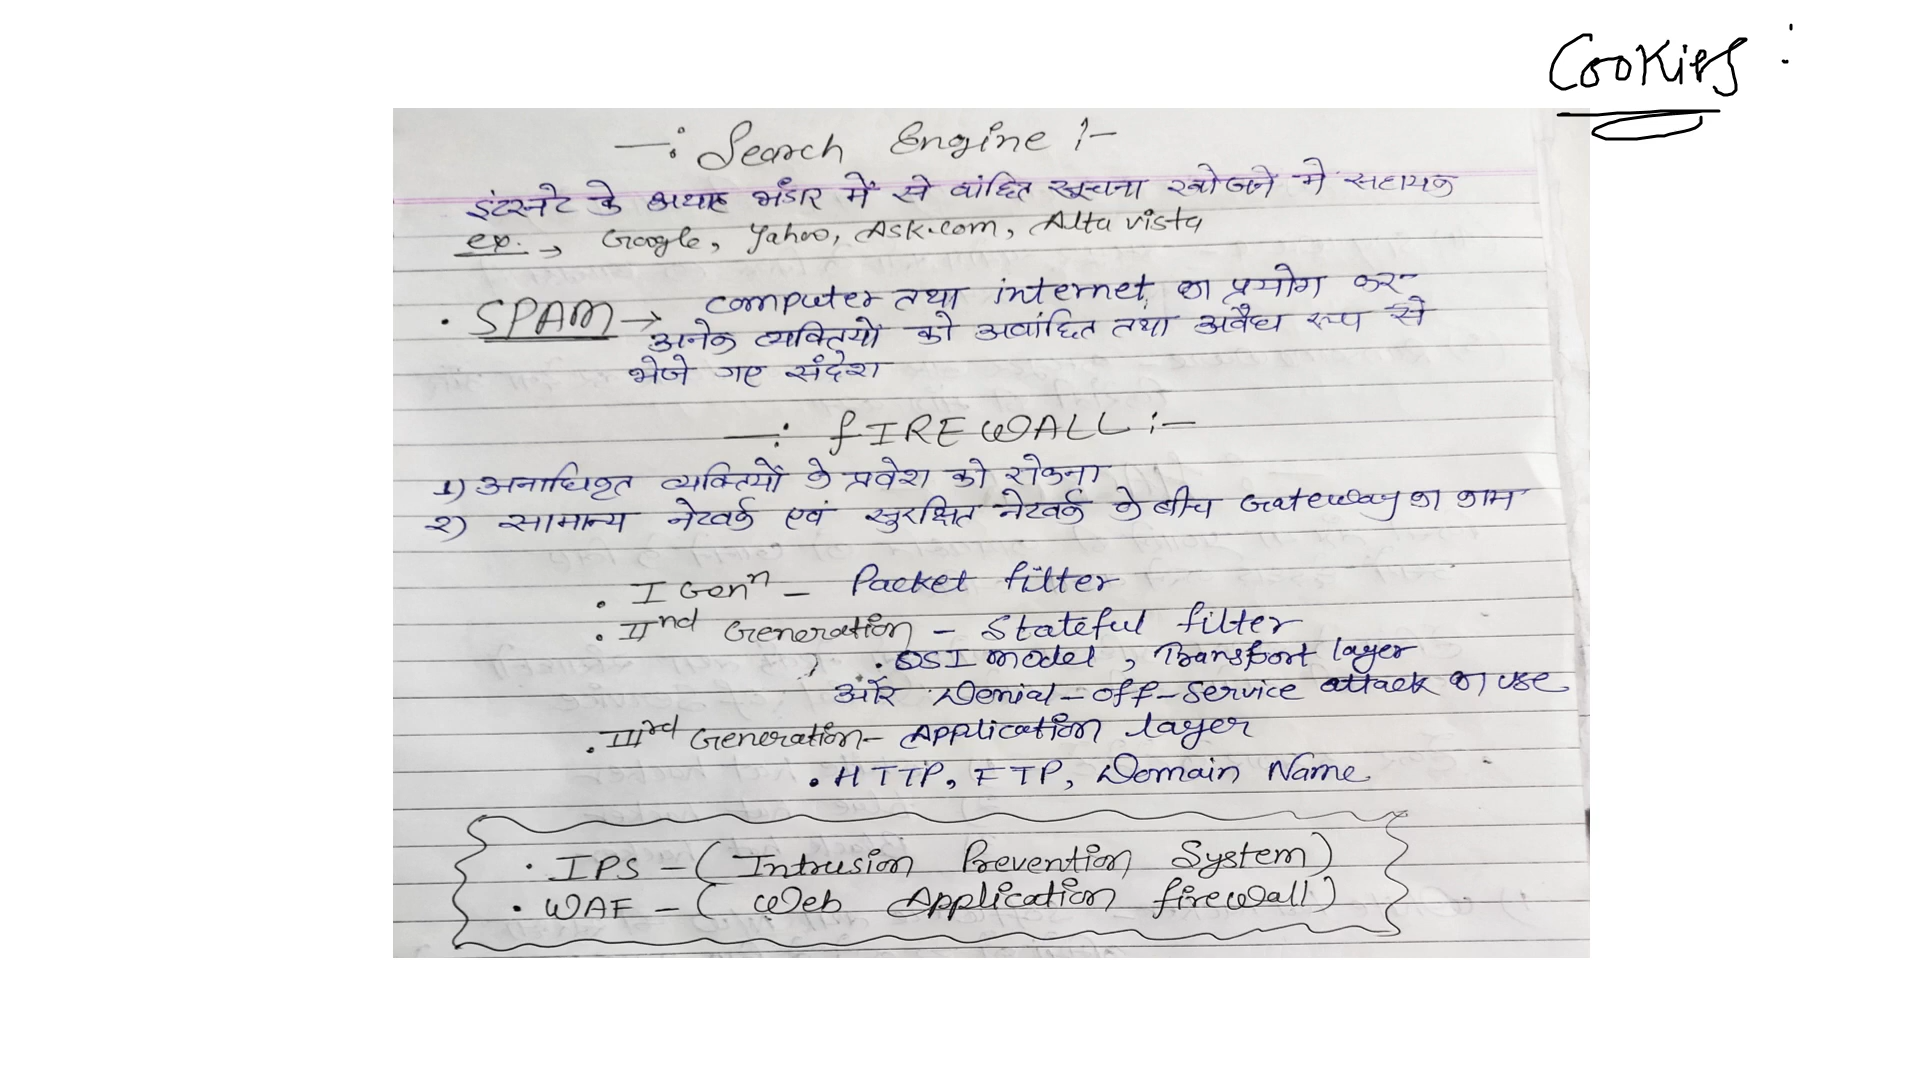 Cookies :
—: Search Engine :-
इंटरनेट के अथाह भंडार में से वांछित सूचना खोजने मे सहायक
ex. → Google, Yahoo, Ask.com, Alta vista
• SPAM → computer तथा internet का प्रयोग कर
अनेक व्यक्तियों को अवांछित तथा अवैध रूप से
भेजे गए संदेश
—: fIREWALL :-
1) अनाधिकृत व्यक्तियों के प्रवेश को रोकना
२) सामान्य नेटवर्क एवं सुरक्षित नेटवर्क के बीच Gateway का काम
• I Genⁿ – Packet filter
• IInd Generation – Stateful filter
• OSI model, Transport layer
और Denial-off-Service attack का use
• IIIrd Generation- Application layer
• HTTP, FTP, Domain Name
• IPS – (Intrusion Prevention System)
• WAF – (Web Application firewall)